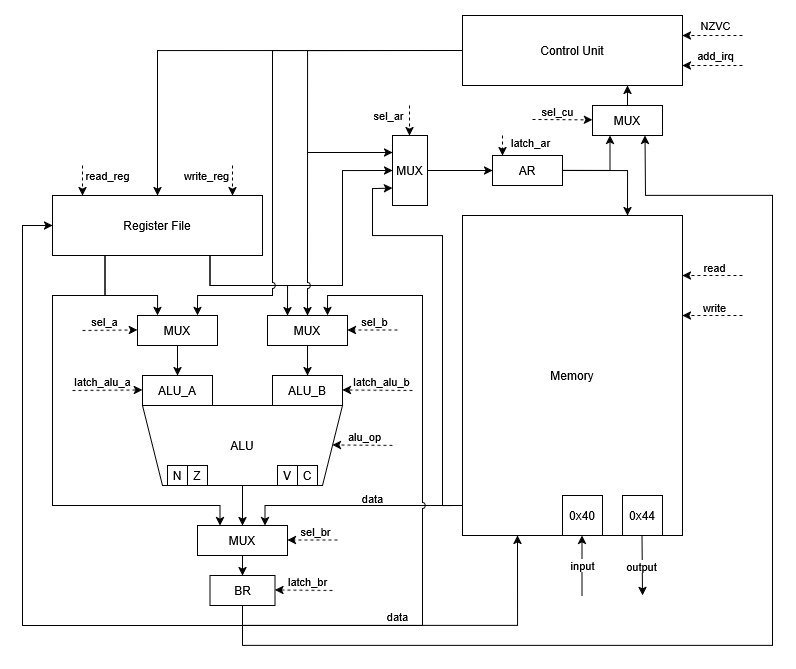 NZVC
Control Unit
add_irq
sel_ar
sel_cu
MUX
latch_ar
read_reg
write_reg
MUX
AR
Register File
read
write
sel_a
MUX
MUX
sel_b
latch_alu_a
ALU_A
ALU_B
latch_alu_b
Memory
ALU
alu_op
N
Z
V
C
data
0x40
0x44
MUX
sel_br
input
output
BR
latch_br
data